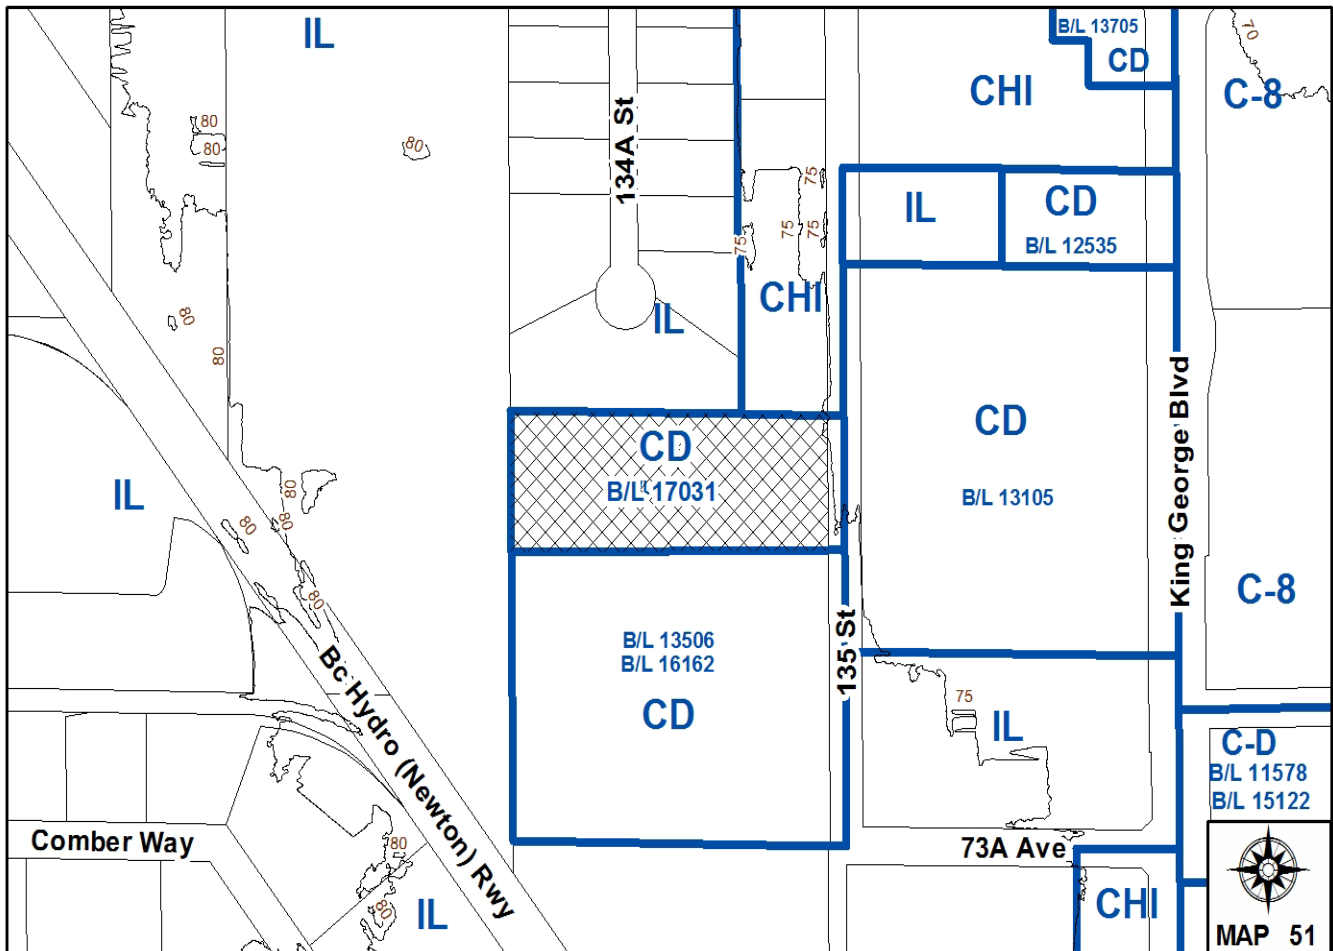 IL
B/L 13705
CD
70
CHI
C-8
80
80
80
134A St
75
75
75
75
IL
CD
B/L 12535
CHI
IL
80
80
CD
B/L 17031
CD
B/L 13105
King George Blvd
IL
80
80
80
80
C-8
135 St
B/L 13506
B/L 16162
CD
Bc Hydro (Newton) Rwy
75
IL
C-D
B/L 11578
B/L 15122
Comber Way
80
73A Ave
80
IL
CHI
MAP 51